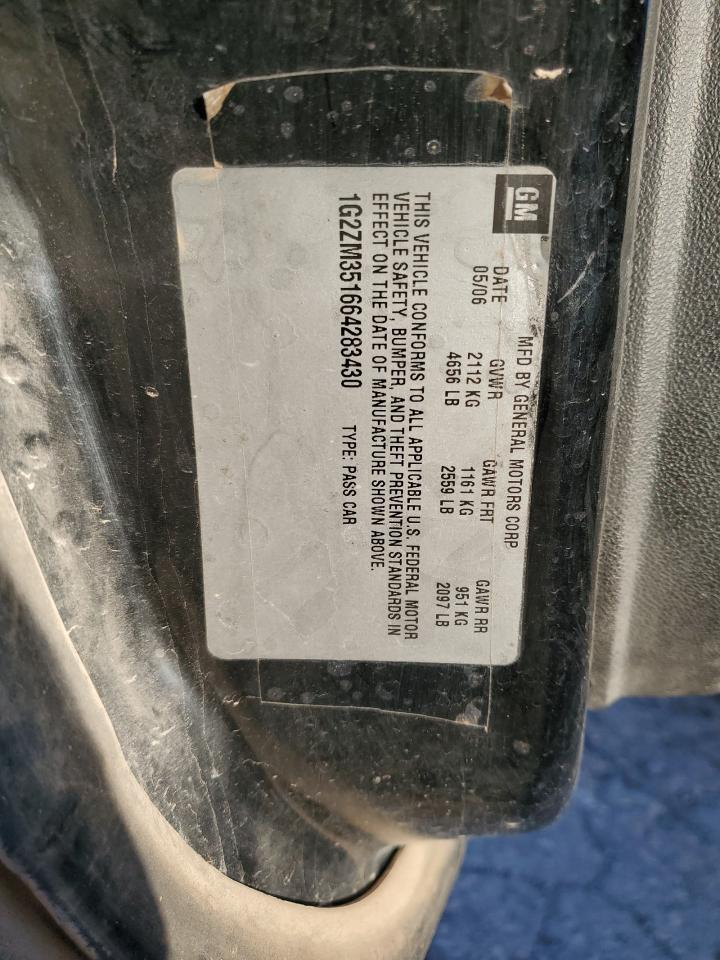 GM
MFD BY GENERAL MOTORS CORP
DATE GVWR GAWR FRT GAWR RR
05/06 2112 KG 1161 KG 951 KG
4656 LB 2559 LB 2097 LB
THIS VEHICLE CONFORMS TO ALL APPLICABLE U.S. FEDERAL MOTOR
VEHICLE SAFETY, BUMPER, AND THEFT PREVENTION STANDARDS IN
EFFECT ON THE DATE OF MANUFACTURE SHOWN ABOVE.
1G2ZM351664283430 TYPE: PASS CAR